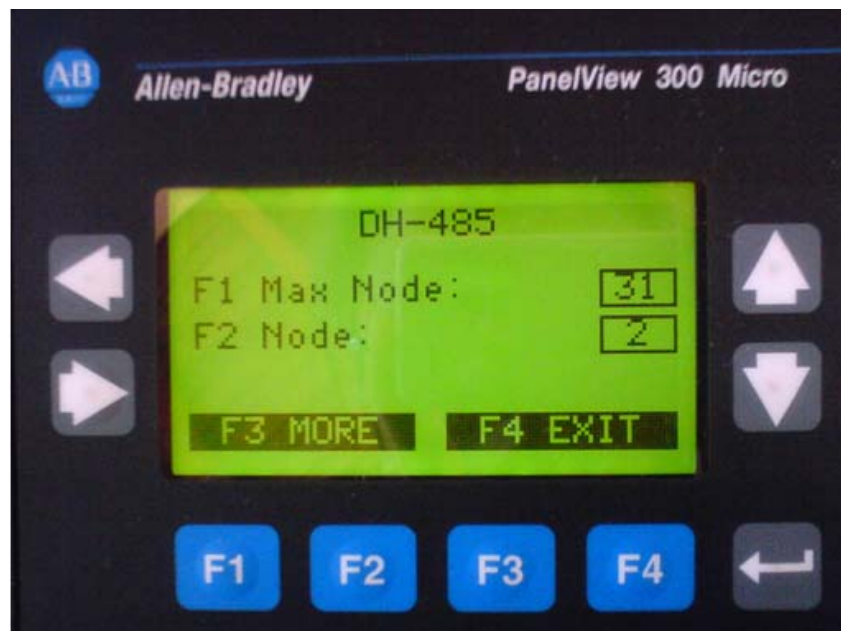 AB
Allen-Bradley
PanelView 300 Micro
DH-485
F1 Max Node: 31
F2 Node: 2
F3 MORE F4 EXIT
F1 F2 F3 F4